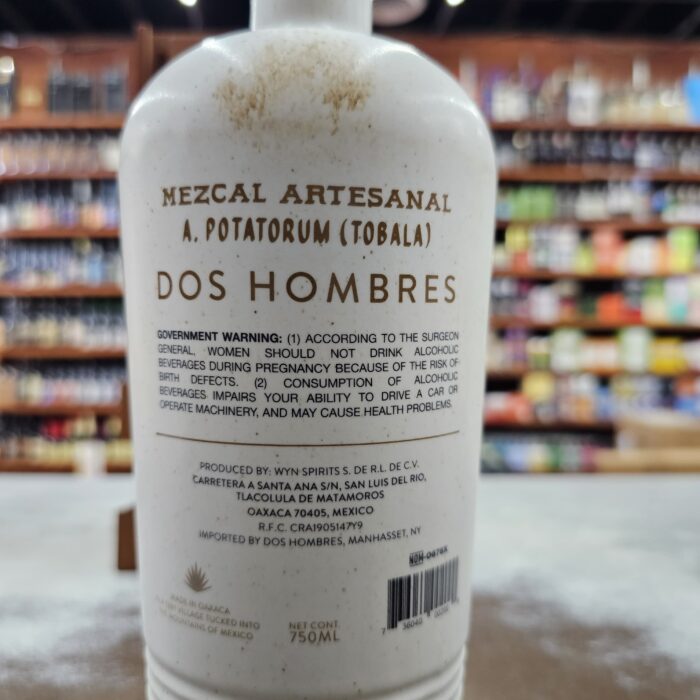 MEZCAL ARTESANAL
A. POTATORUM (TOBALA)
DOS HOMBRES
GOVERNMENT WARNING: (1) ACCORDING TO THE SURGEON
GENERAL, WOMEN SHOULD NOT DRINK ALCOHOLIC
BEVERAGES DURING PREGNANCY BECAUSE OF THE RISK OF
BIRTH DEFECTS. (2) CONSUMPTION OF ALCOHOLIC
BEVERAGES IMPAIRS YOUR ABILITY TO DRIVE A CAR OR
OPERATE MACHINERY, AND MAY CAUSE HEALTH PROBLEMS.
PRODUCED BY: WYN SPIRITS S. DE R.L. DE C.V.
CARRETERA A SANTA ANA S/N, SAN LUIS DEL RIO,
TLACOLULA DE MATAMOROS
OAXACA 70405, MEXICO
R.F.C. CRA1905147Y9
IMPORTED BY DOS HOMBRES, MANHASSET, NY
MADE IN OAXACA
VILLAGE TUCKED INTO
THE MOUNTAINS OF MEXICO
NET CONT.
750ML